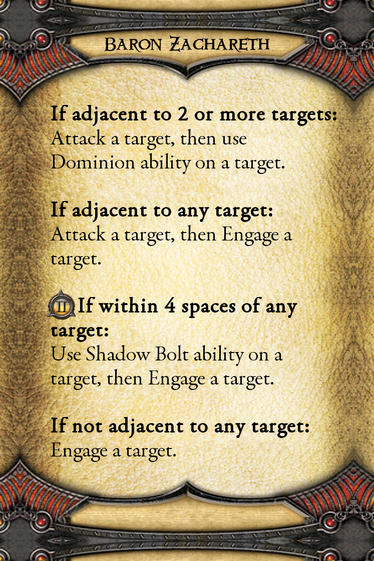 Baron Zachareth
If adjacent to 2 or more targets:
Attack a target, then use
Dominion ability on a target.
If adjacent to any target:
Attack a target, then Engage a
target.
II If within 4 spaces of any
target:
Use Shadow Bolt ability on a
target, then Engage a target.
If not adjacent to any target:
Engage a target.